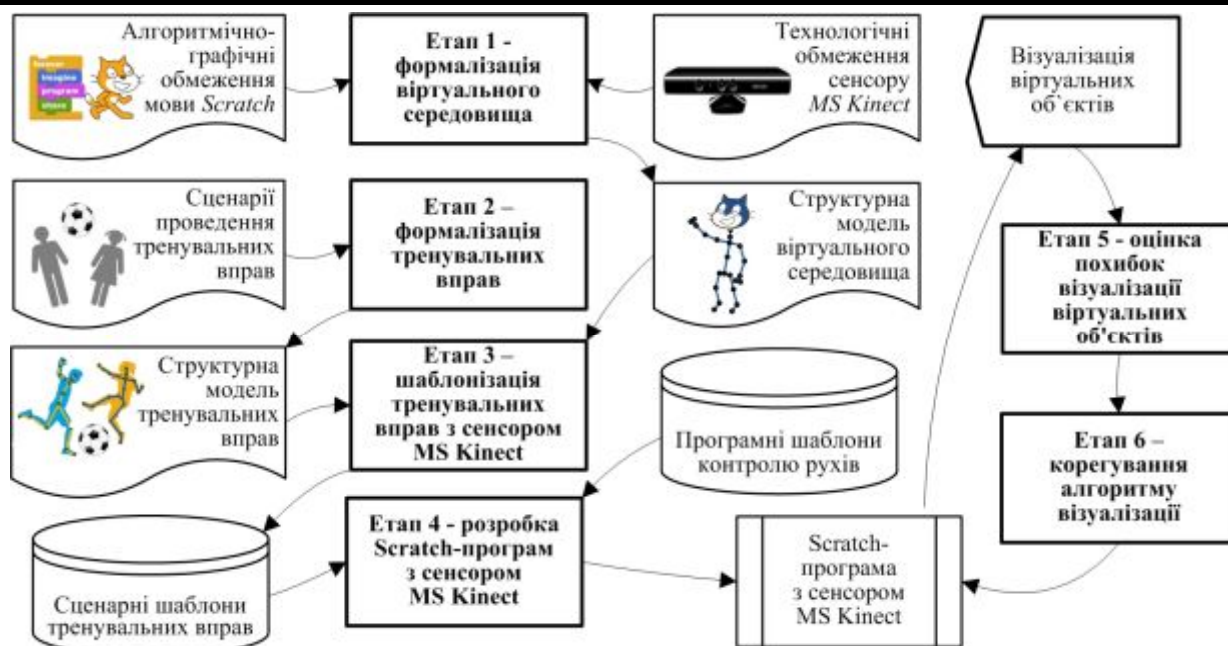 Алгоритмічно-
графічні
обмеження
мови Scratch
forever
imagine
program
share
Етап 1 -
формалізація
віртуального
середовища
Технологічні
обмеження
сенсору
MS Kinect
Візуалізація
віртуальних
об`єктів
Сценарії
проведення
тренувальних
вправ
Етап 2 –
формалізація
тренувальних
вправ
Структурна
модель
віртуального
середовища
Етап 5 - оцінка
похибок
візуалізації
віртуальних
об'єктів
Структурна
модель
тренувальних
вправ
Етап 3 –
шаблонізація
тренувальних
вправ з сенсором
MS Kinect
Програмні шаблони
контролю рухів
Етап 6 –
корегування
алгоритму
візуалізації
Сценарні шаблони
тренувальних вправ
Етап 4 - розробка
Scratch-програм
з сенсором
MS Kinect
Scratch-
програма
з сенсором
MS Kinect